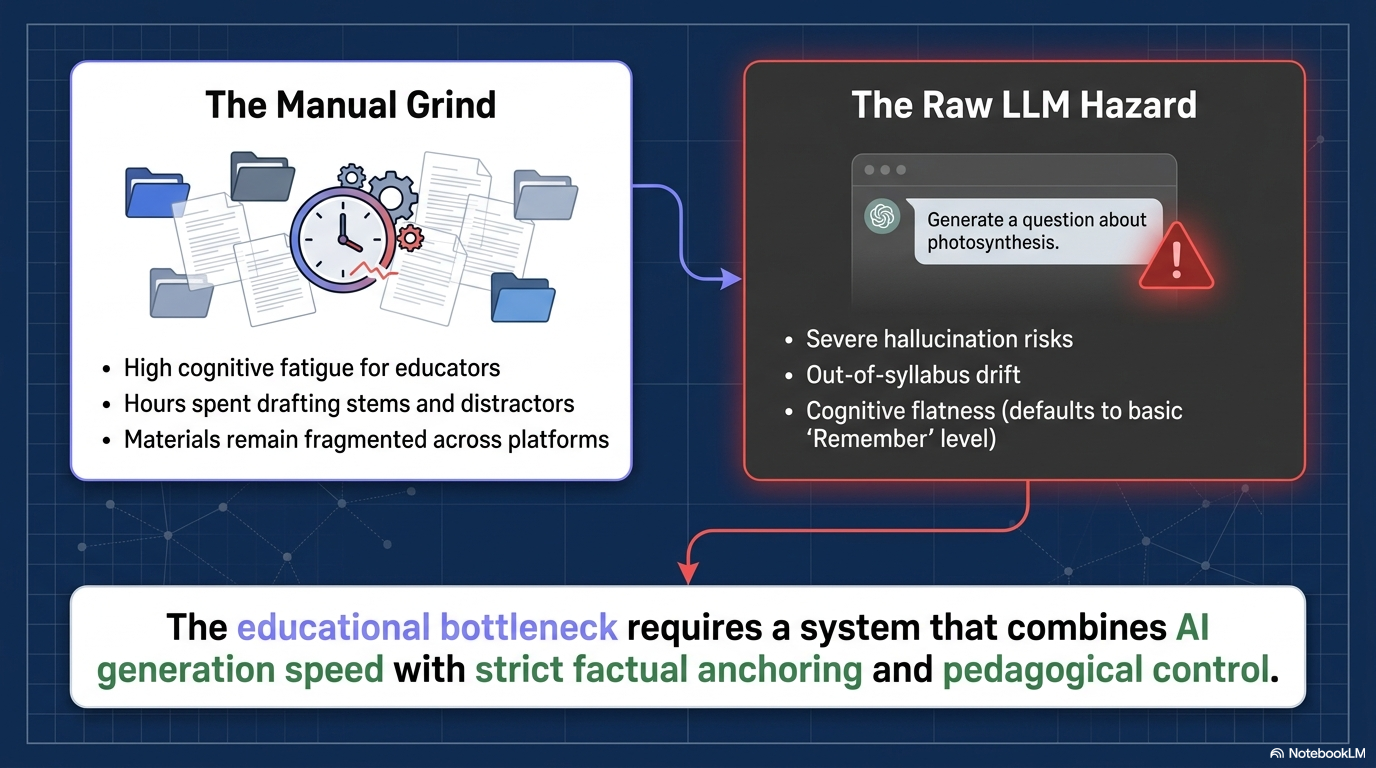 The Manual Grind
• High cognitive fatigue for educators
• Hours spent drafting stems and distractors
• Materials remain fragmented across platforms
The Raw LLM Hazard
Generate a question about
photosynthesis.
• Severe hallucination risks
• Out-of-syllabus drift
• Cognitive flatness (defaults to basic
‘Remember’ level)
The educational bottleneck requires a system that combines AI
generation speed with strict factual anchoring and pedagogical control.
NotebookLM